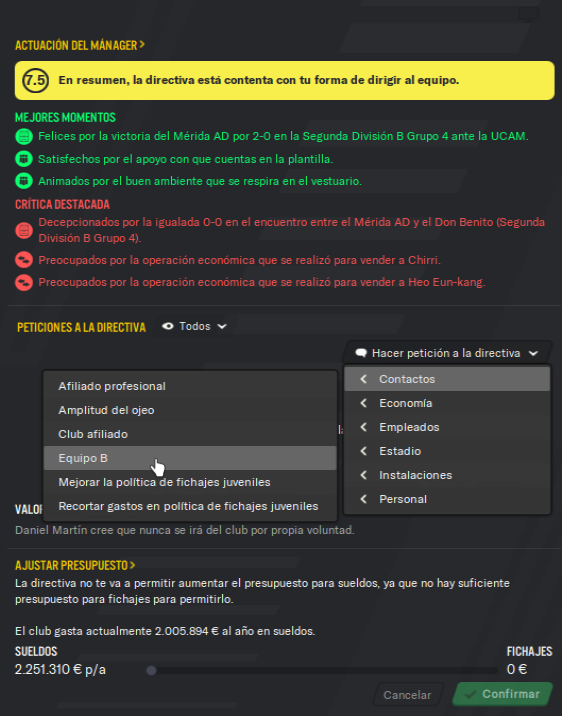 ACTUACIÓN DEL MÁNAGER >
7.5 En resumen, la directiva está contenta con tu forma de dirigir al equipo.
MEJORES MOMENTOS
Felices por la victoria del Mérida AD por 2-0 en la Segunda División B Grupo 4 ante la UCAM.
Satisfechos por el apoyo con que cuentas en la plantilla.
Animados por el buen ambiente que se respira en el vestuario.
CRÍTICA DESTACADA
Decepcionados por la igualada 0-0 en el encuentro entre el Mérida AD y el Don Benito (Segunda
División B Grupo 4).
Preocupados por la operación económica que se realizó para vender a Chirri.
Preocupados por la operación económica que se realizó para vender a Heo Eun-kang.
PETICIONES A LA DIRECTIVA Todos
Hacer petición a la directiva
Contactos
Economía
Empleados
Estadio
Instalaciones
Personal
Afiliado profesional
Amplitud del ojeo
Club afiliado
Equipo B
Mejorar la política de fichajes juveniles
Recortar gastos en política de fichajes juveniles
Daniel Martín cree que nunca se irá del club por propia voluntad.
AJUSTAR PRESUPUESTO >
La directiva no te va a permitir aumentar el presupuesto para sueldos, ya que no hay suficiente
presupuesto para fichajes para permitirlo.
El club gasta actualmente 2.005.894 € al año en sueldos.
SUELDOS FICHAJES
2.251.310 € p/a 0 €
Cancelar Confirmar